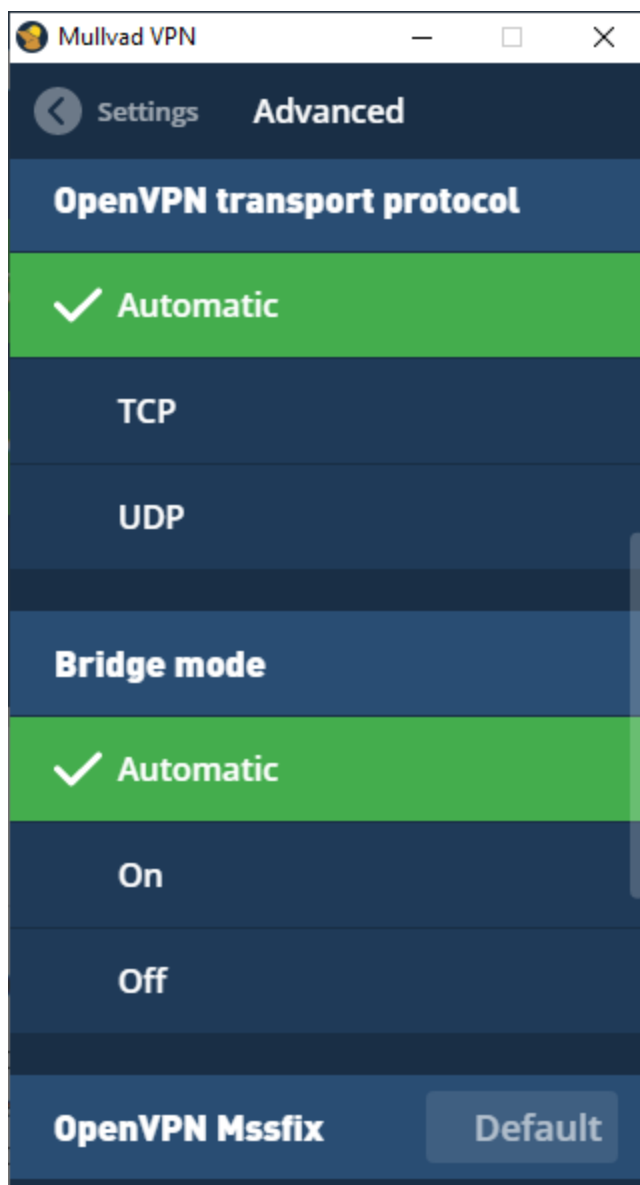 Mullvad VPN
Settings Advanced
OpenVPN transport protocol
Automatic
TCP
UDP
Bridge mode
Automatic
On
Off
OpenVPN Mssfix Default